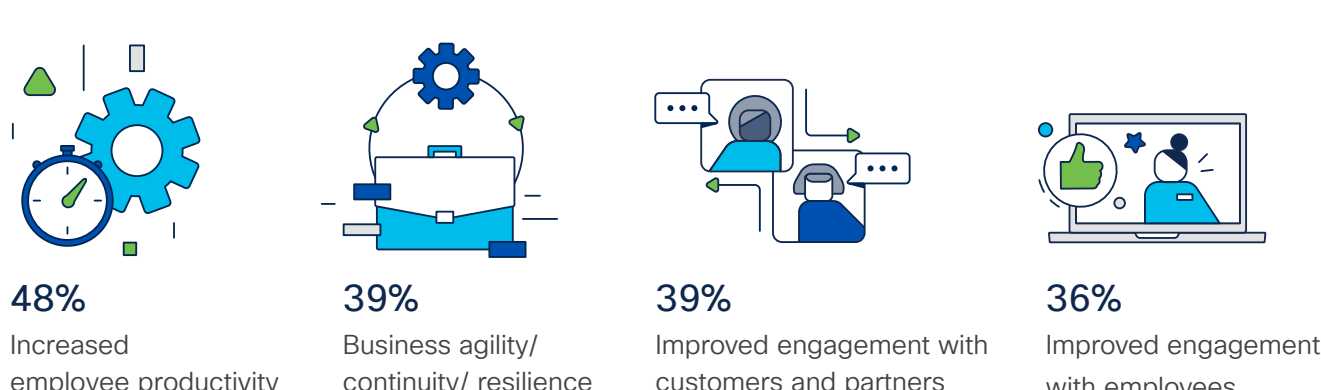 48%
Increased
employee productivity
39%
Business agility/
continuity/ resilience
39%
Improved engagement with
customers and partners
36%
Improved engagement
with employees